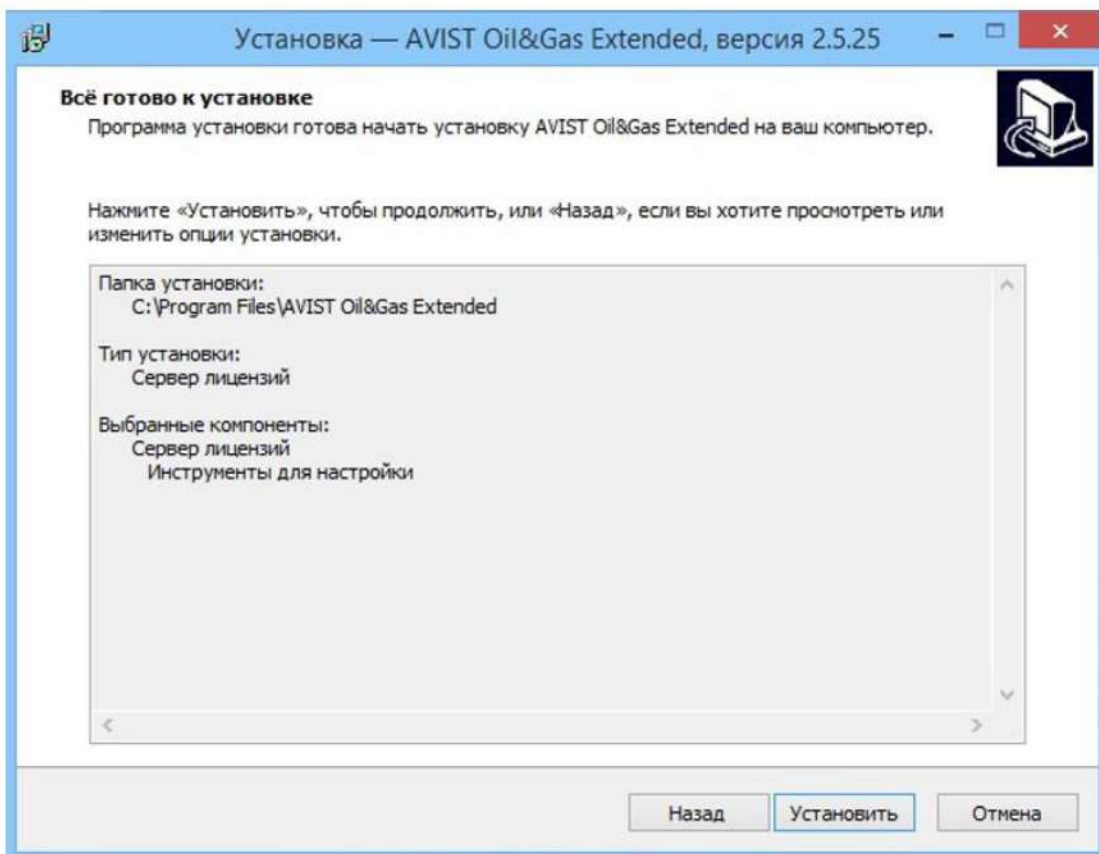 Установка — AVIST Oil&Gas Extended, версия 2.5.25
Всё готово к установке
Программа установки готова начать установку AVIST Oil&Gas Extended на ваш компьютер.
Нажмите «Установить», чтобы продолжить, или «Назад», если вы хотите просмотреть или
изменить опции установки.
Папка установки:
C:\Program Files\AVIST Oil&Gas Extended
Тип установки:
Сервер лицензий
Выбранные компоненты:
Сервер лицензий
Инструменты для настройки
Назад
Установить
Отмена